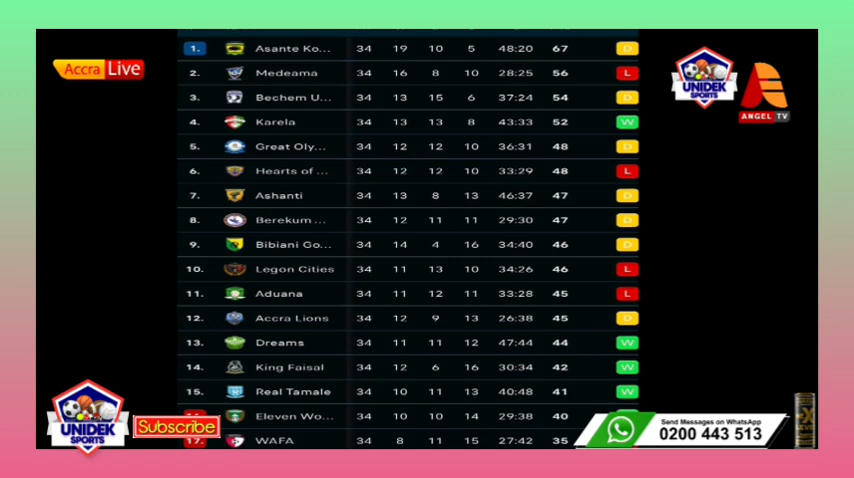 1. Asante Ko... 34 19 10 5 48:20 67 D
Accra Live
2. Medeama 34 16 8 10 28:25 56 L
3. Bechem U... 34 13 15 6 37:24 54 D
UNIDEK
SPORTS
ANGEL TV
4. Karela 34 13 13 8 43:33 52 W
5. Great Oly... 34 12 12 10 36:31 48 D
6. Hearts of ... 34 12 12 10 33:29 48 L
7. Ashanti 34 13 8 13 46:37 47 D
8. Berekum ... 34 12 11 11 29:30 47 D
9. Bibiani Go... 34 14 4 16 34:40 46 D
10. Legon Cities 34 11 13 10 34:26 46 L
11. Aduana 34 11 12 11 33:28 45 L
12. Accra Lions 34 12 9 13 26:38 45 D
13. Dreams 34 11 11 12 47:44 44 W
14. King Faisal 34 12 6 16 30:34 42 W
15. Real Tamale 34 10 11 13 40:48 41 W
Eleven Wo... 34 10 10 14 29:38 40
17. WAFA 34 8 11 15 27:42 35
UNIDEK
SPORTS
Subscribe
Send Messages on WhatsApp
0200 443 513